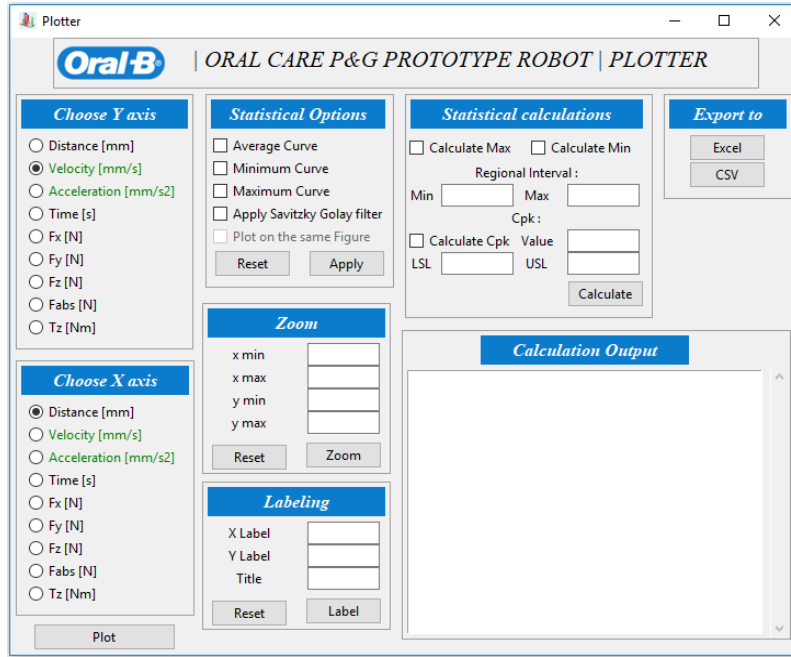 Plotter
Oral-B
| ORAL CARE P&G PROTOTYPE ROBOT | PLOTTER
Choose Y axis
Distance [mm]
Velocity [mm/s]
Acceleration [mm/s2]
Time [s]
Fx [N]
Fy [N]
Fz [N]
Fabs [N]
Tz [Nm]
Choose X axis
Distance [mm]
Velocity [mm/s]
Acceleration [mm/s2]
Time [s]
Fx [N]
Fy [N]
Fz [N]
Fabs [N]
Tz [Nm]
Plot
Statistical Options
Average Curve
Minimum Curve
Maximum Curve
Apply Savitzky Golay filter
Plot on the same Figure
Reset Apply
Zoom
x min
x max
y min
y max
Reset Zoom
Labeling
X Label
Y Label
Title
Reset Label
Statistical calculations
Calculate Max Calculate Min
Regional Interval :
Min Max
Cpk :
Calculate Cpk Value
LSL USL
Calculate
Calculation Output
Export to
Excel
CSV